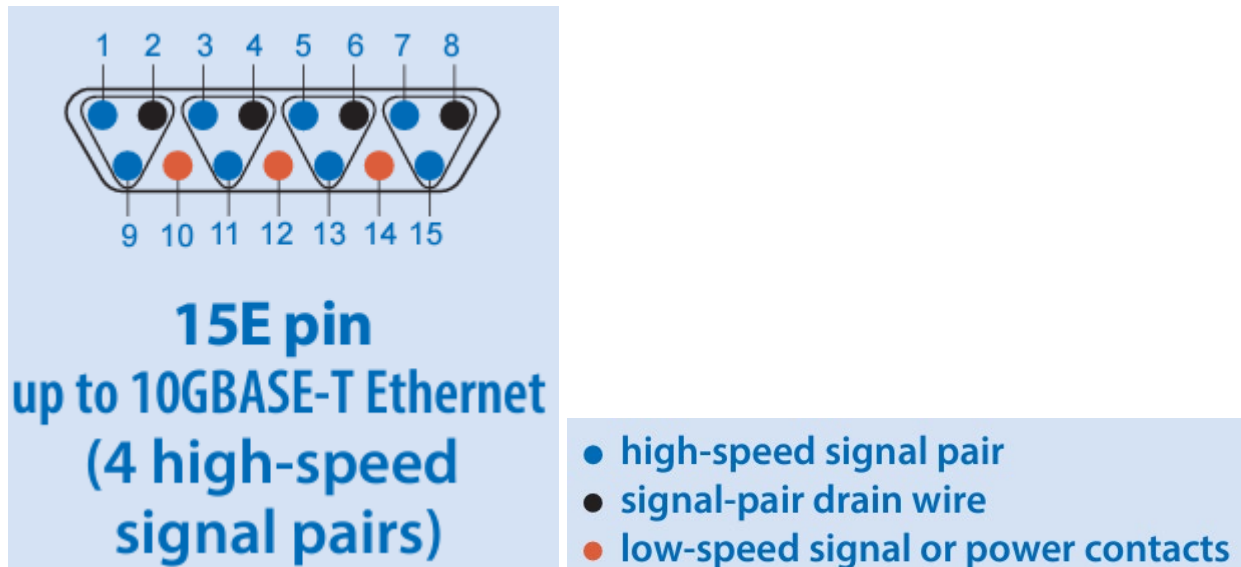 1 2 3 4 5 6 7 8
9 10 11 12 13 14 15
15E pin
up to 10GBASE-T Ethernet
(4 high-speed
signal pairs)
high-speed signal pair
signal-pair drain wire
low-speed signal or power contacts